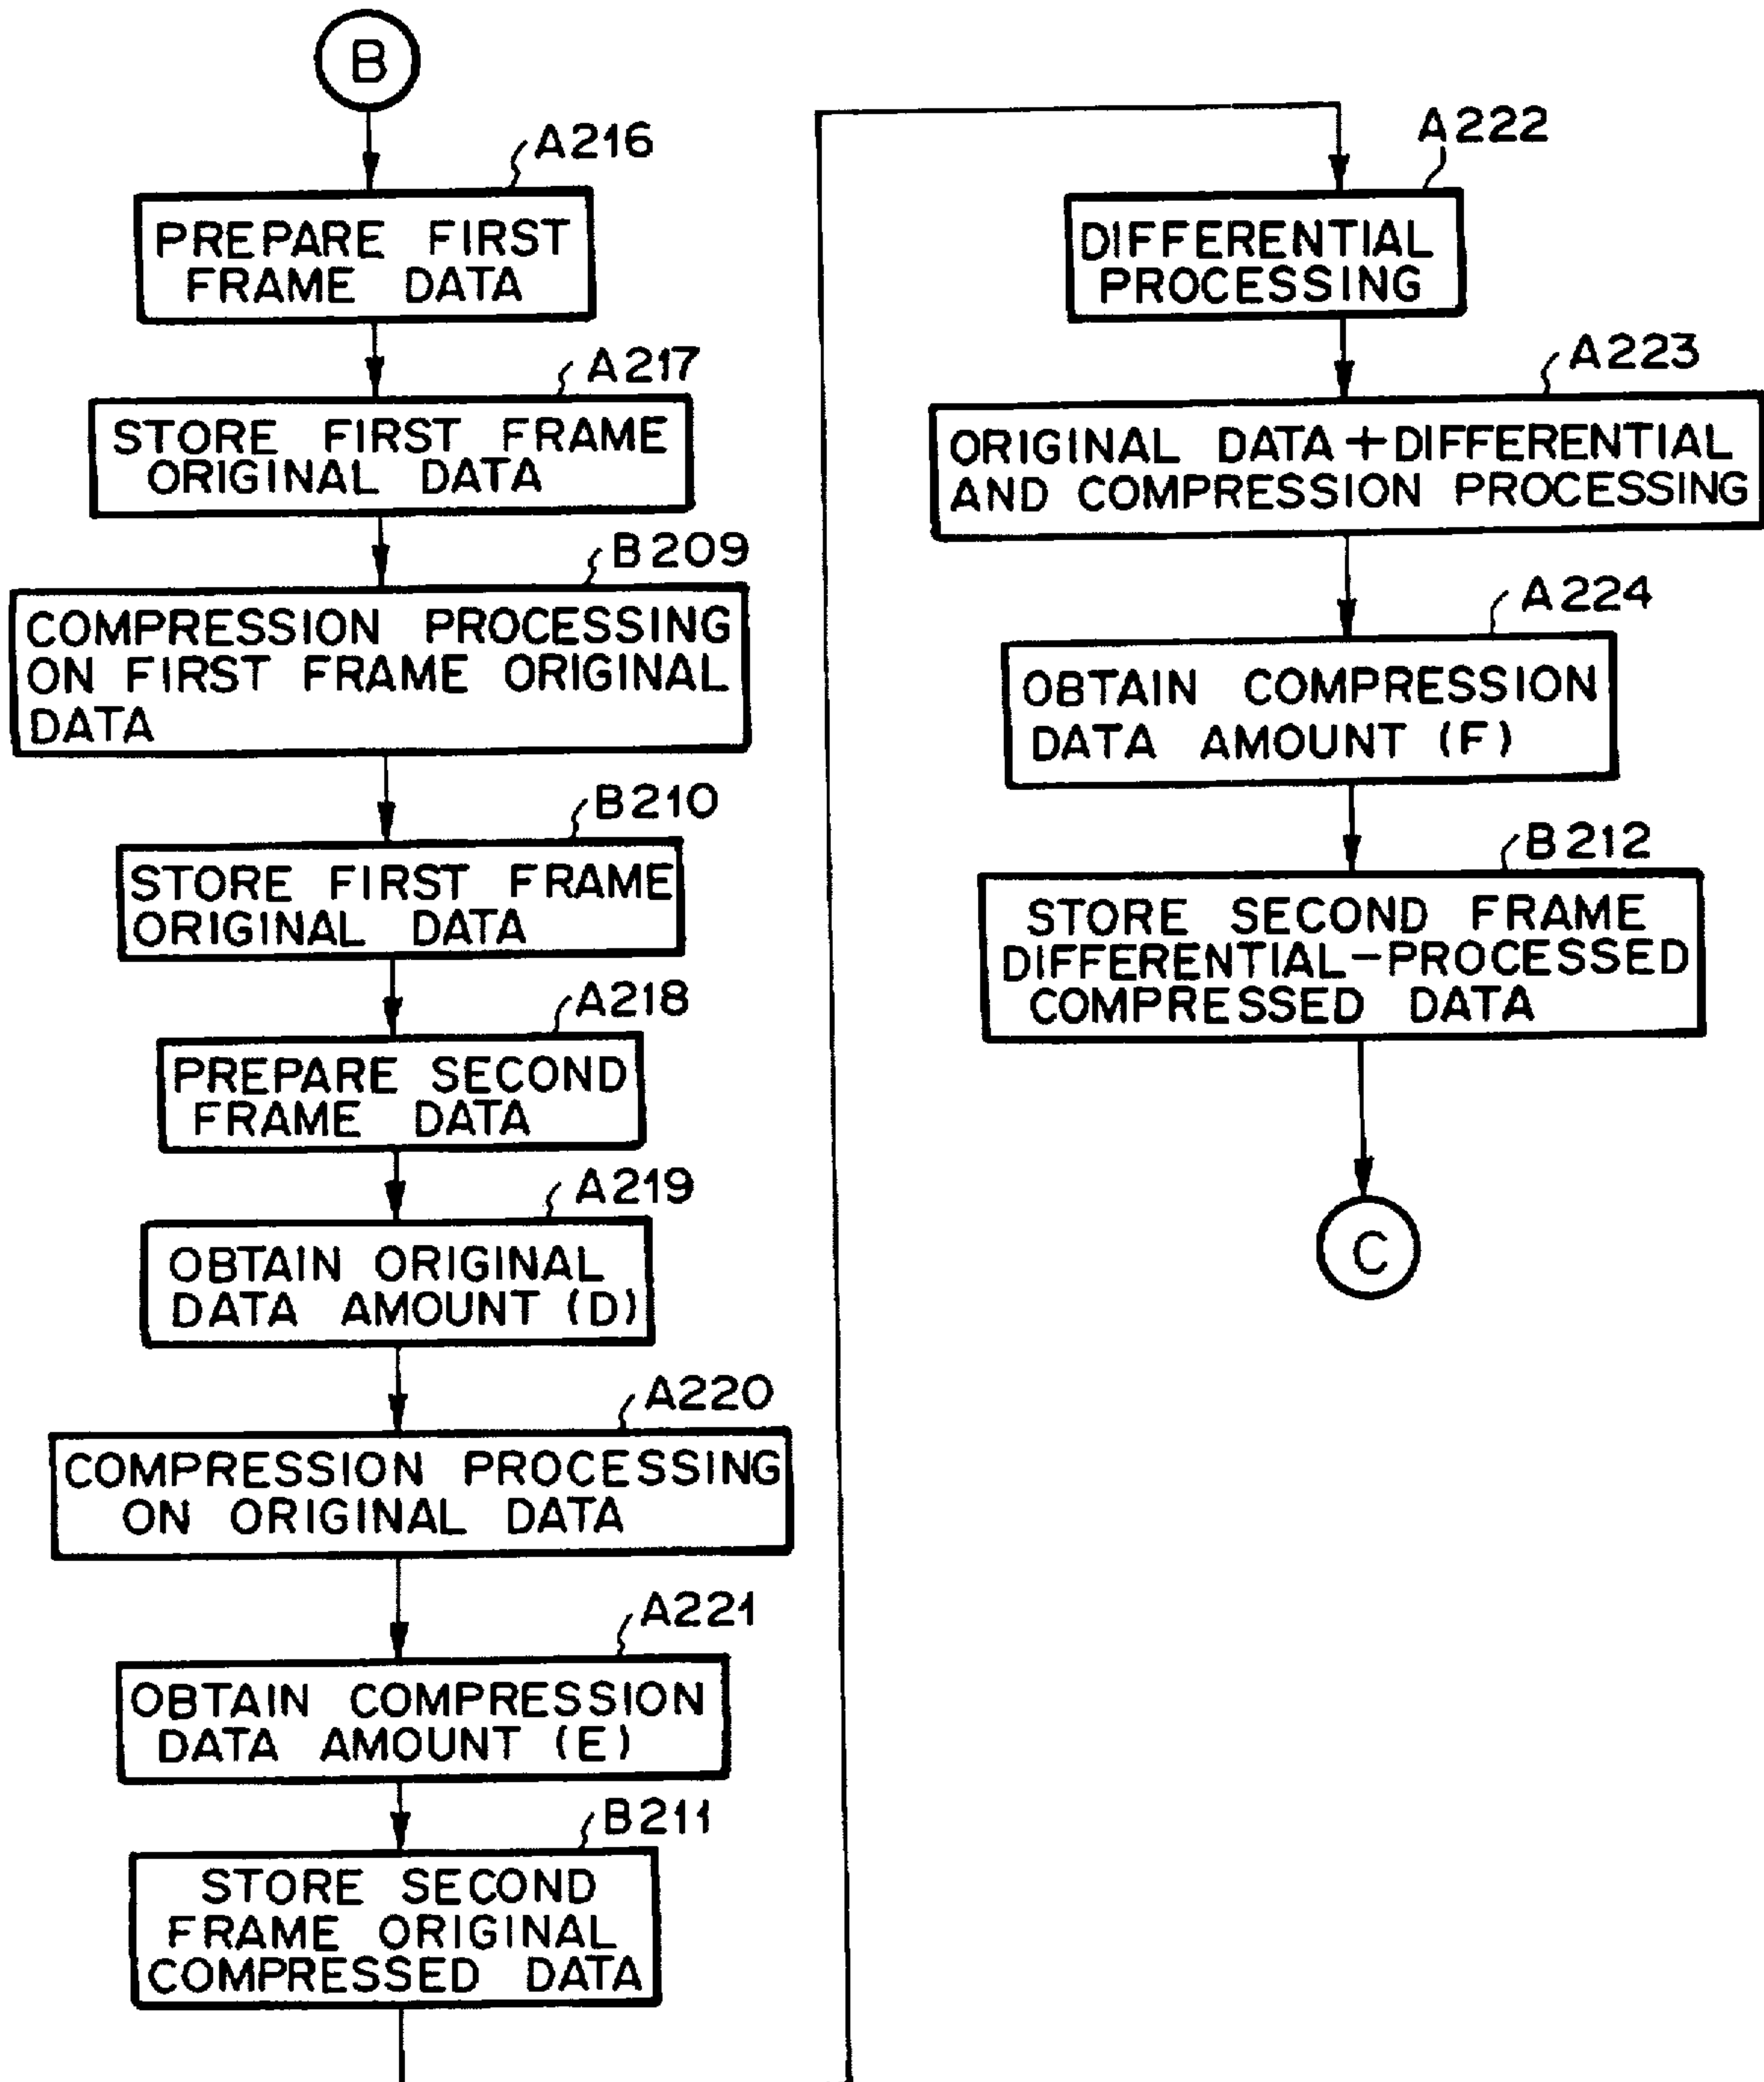 B
A216
PREPARE FIRST
FRAME DATA
A217
STORE FIRST FRAME
ORIGINAL DATA
B209
COMPRESSION PROCESSING
ON FIRST FRAME ORIGINAL
DATA
B210
STORE FIRST FRAME
ORIGINAL DATA
A218
PREPARE SECOND
FRAME DATA
A219
OBTAIN ORIGINAL
DATA AMOUNT (D)
A220
COMPRESSION PROCESSING
ON ORIGINAL DATA
A221
OBTAIN COMPRESSION
DATA AMOUNT (E)
B211
STORE SECOND
FRAME ORIGINAL
COMPRESSED DATA
A222
DIFFERENTIAL
PROCESSING
A223
ORIGINAL DATA+DIFFERENTIAL
AND COMPRESSION PROCESSING
A224
OBTAIN COMPRESSION
DATA AMOUNT (F)
B212
STORE SECOND FRAME
DIFFERENTIAL-PROCESSED
COMPRESSED DATA
C